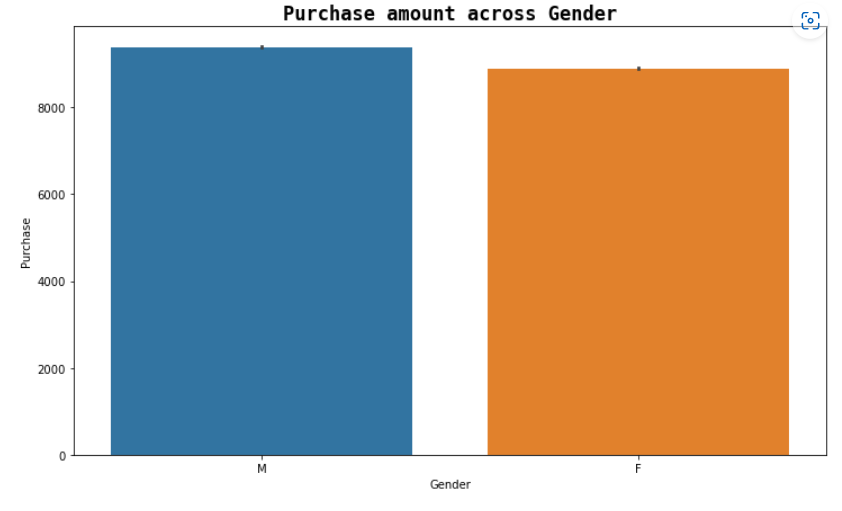 Purchase amount across Gender
8000
6000
4000
2000
0
Purchase
M
F
Gender